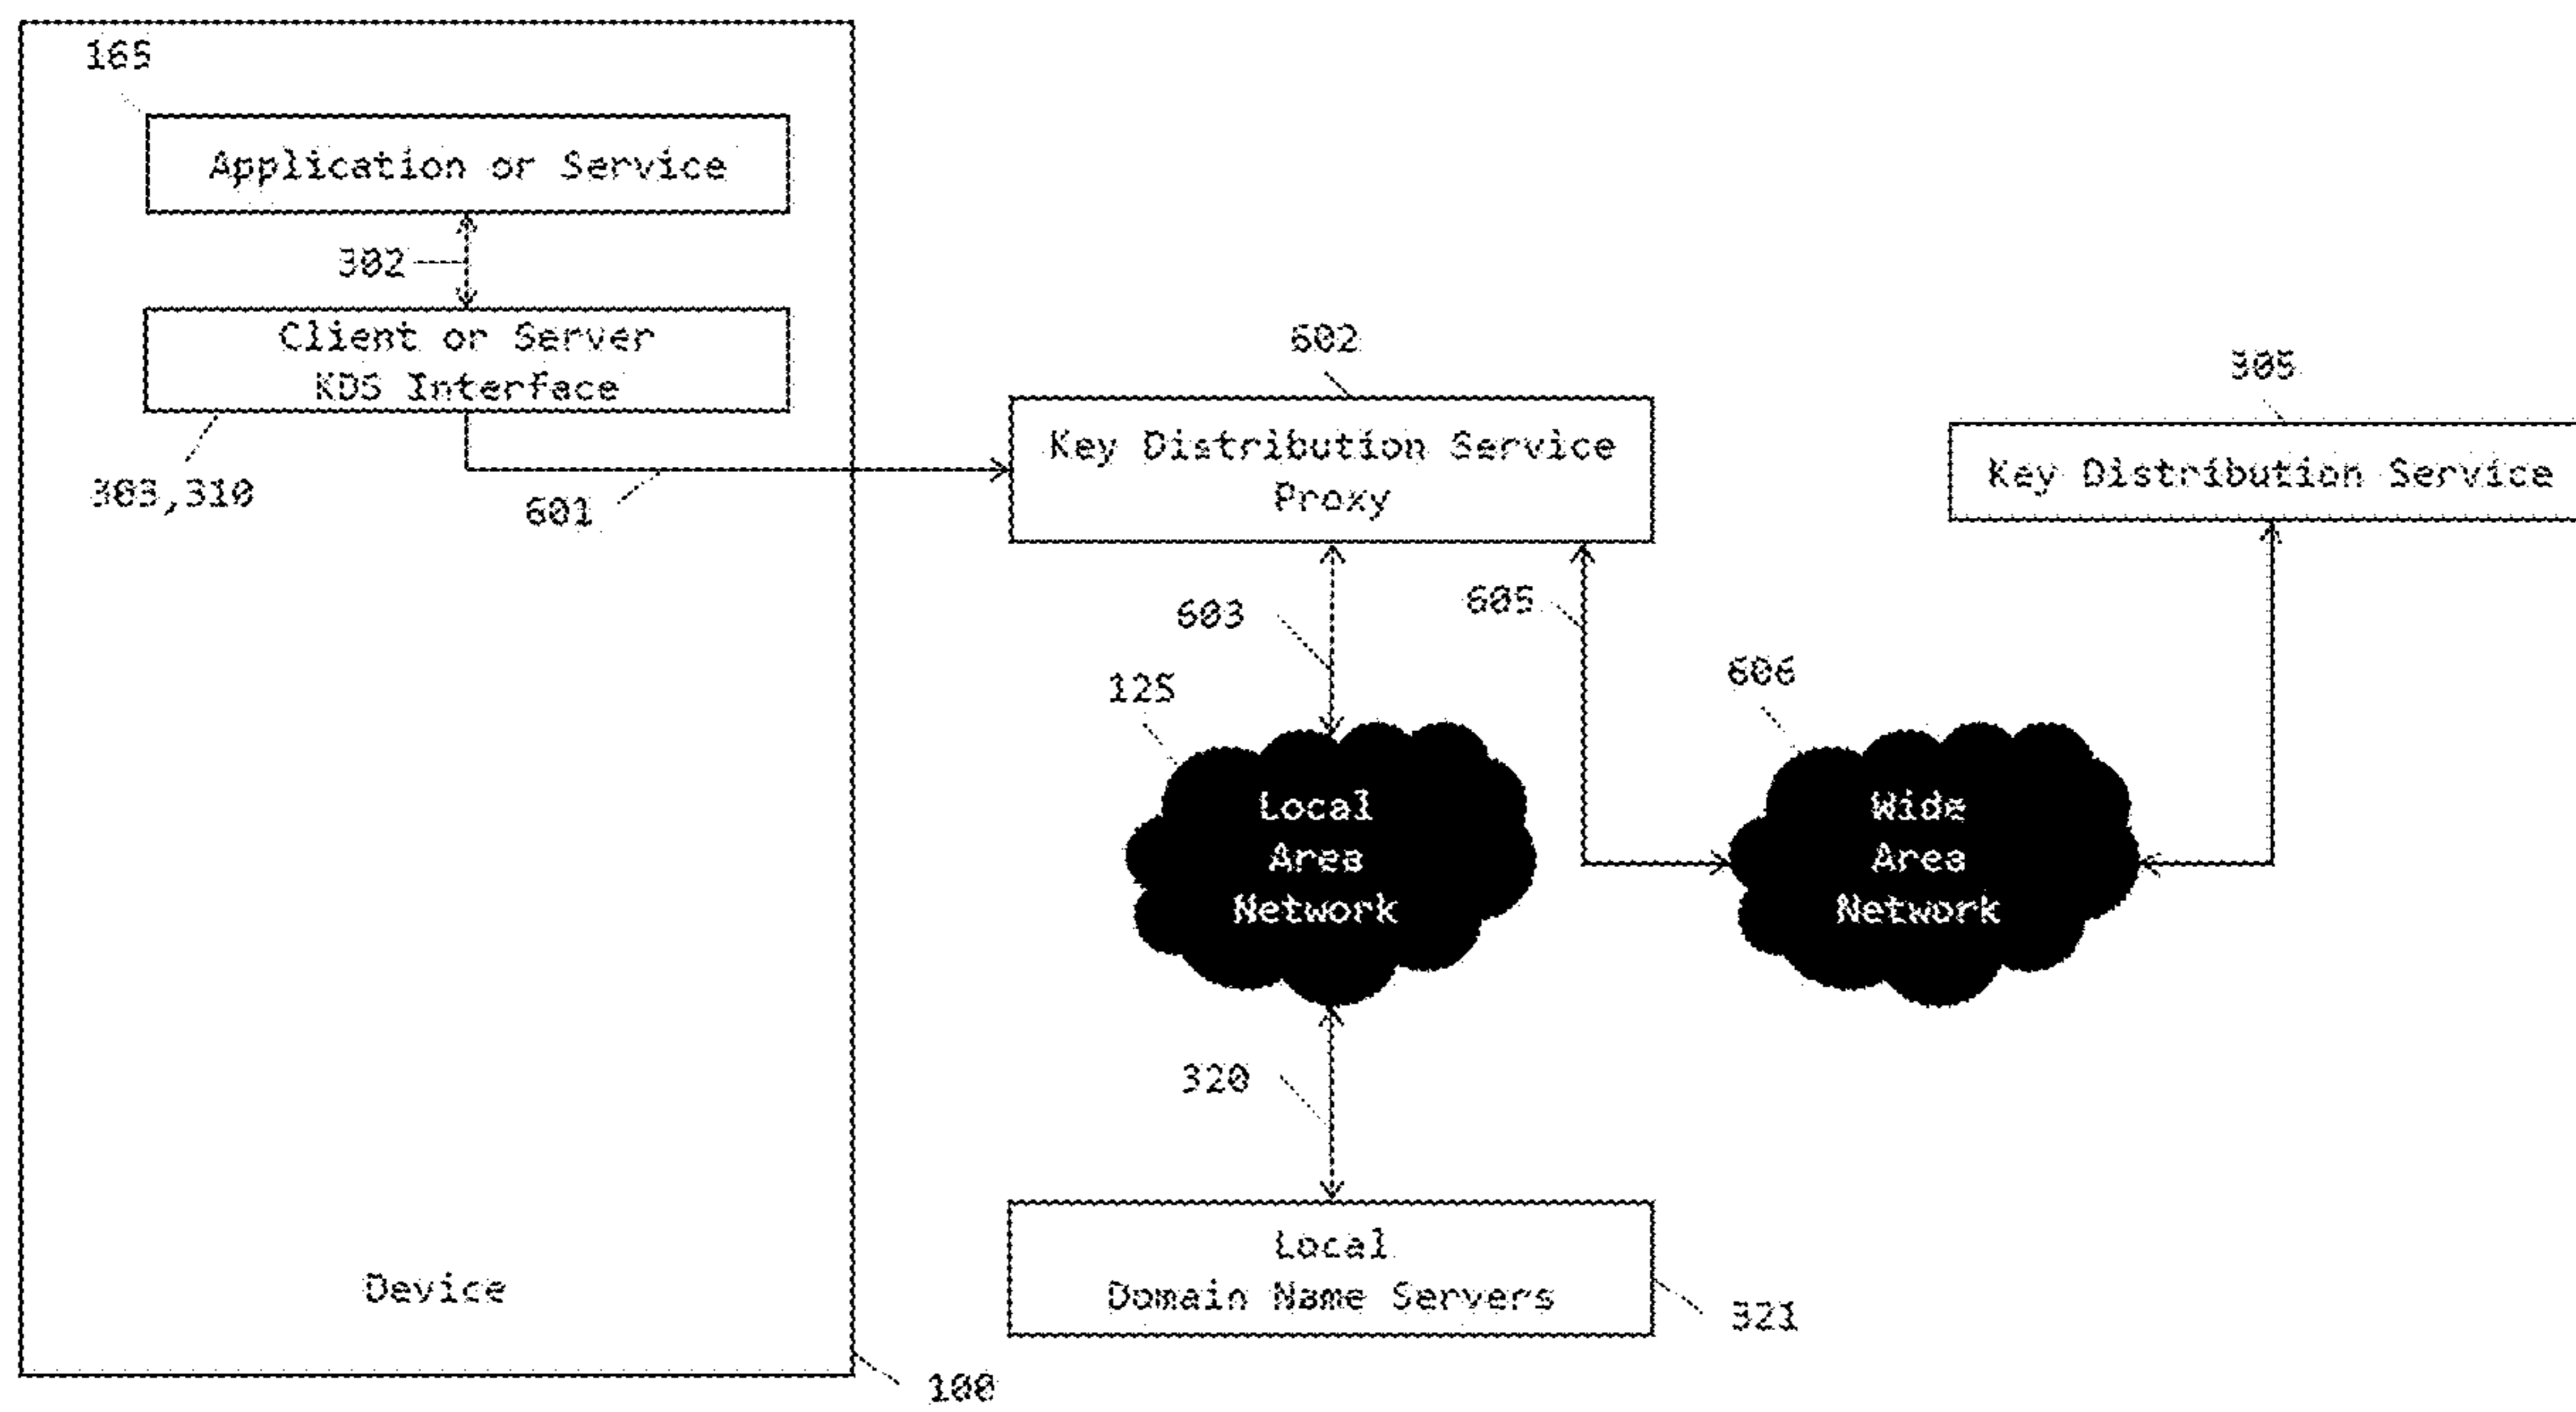 165
Application or Service
302
Client or Server
KDS Interface
303,310
601
602
Key Distribution Service
Proxy
305
Key Distribution Service
603
605
125
606
Local
Area
Network
Wide
Area
Network
320
Local
Domain Name Servers
321
Device
100